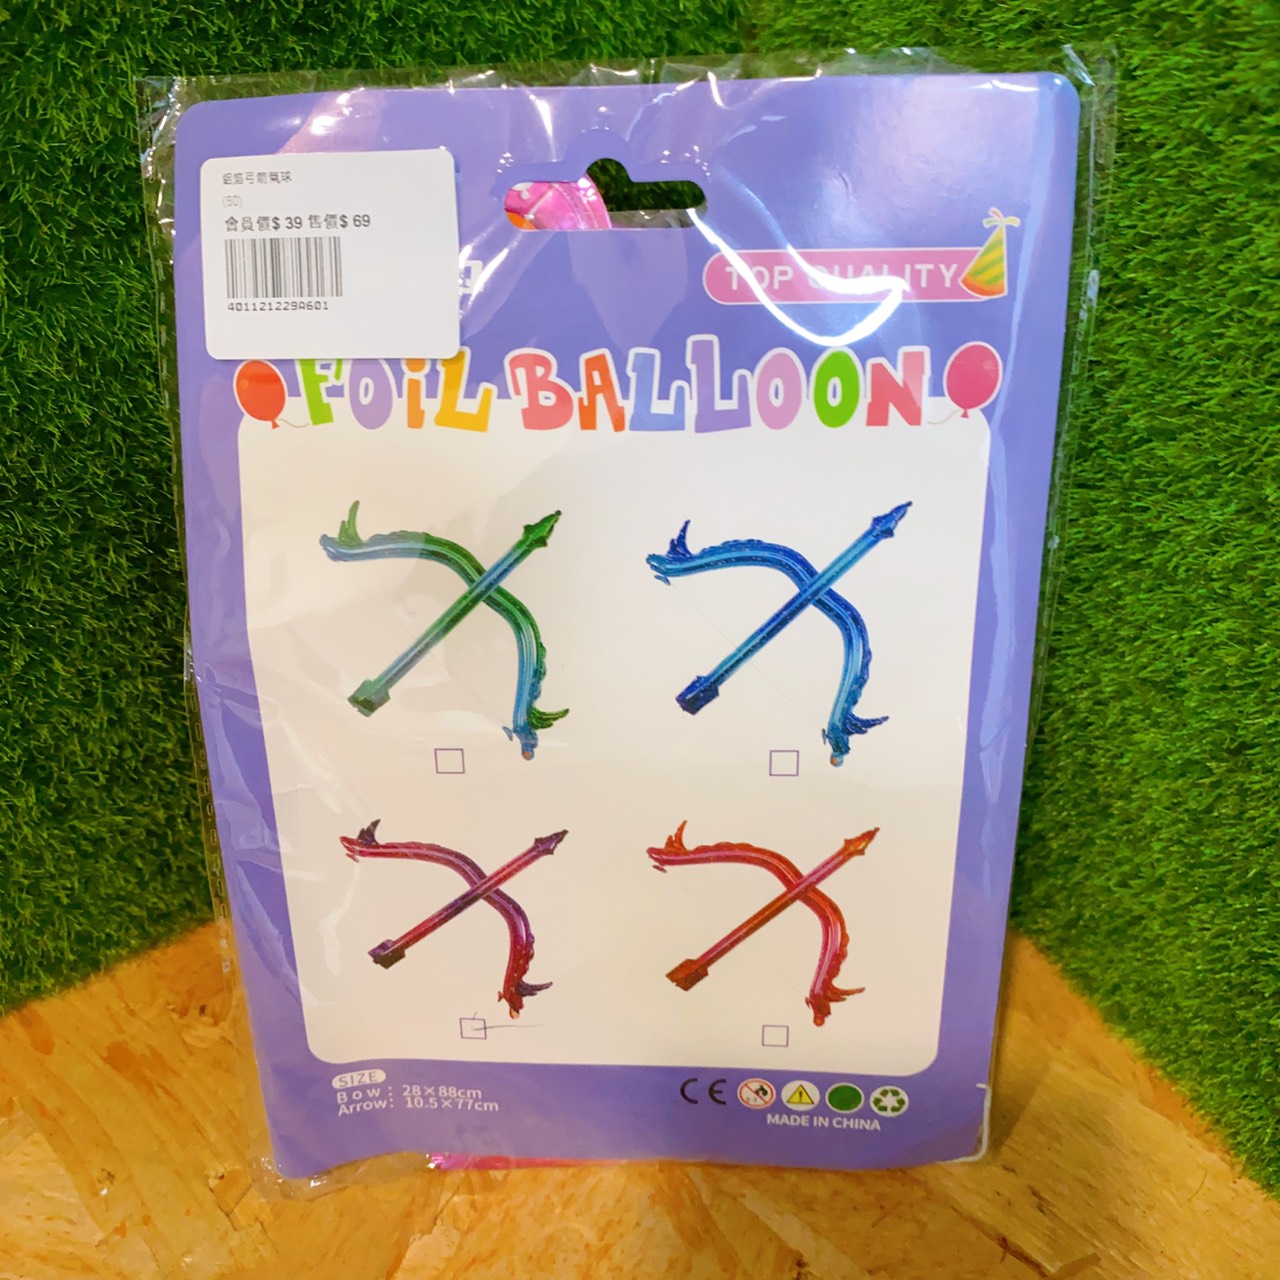 鋁箔弓箭氣球
(50)
會員價$ 39 售價$ 69
401121229A601
TOP QUALITY
FOiL BALLOON
SIZE
Bow : 28×88cm
Arrow: 10.5×77cm
CE
MADE IN CHINA